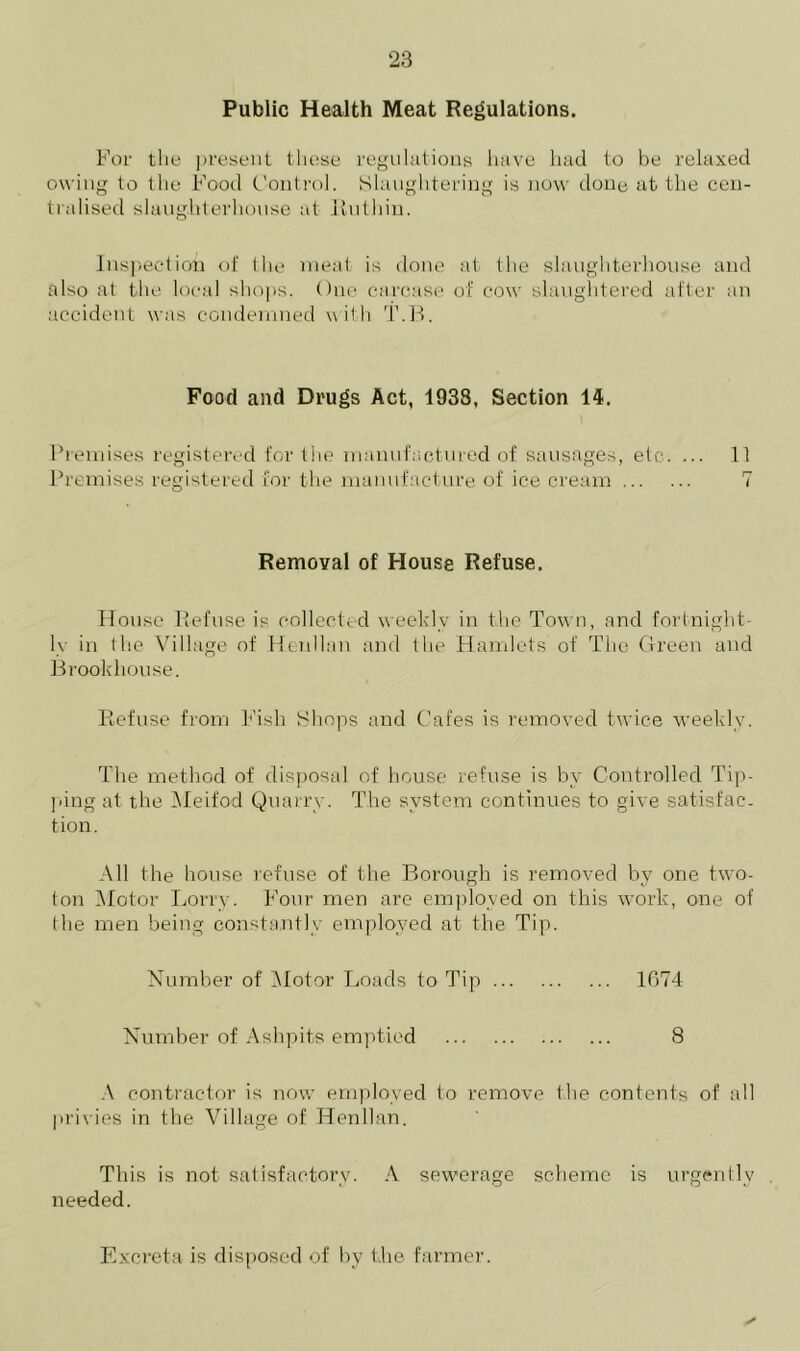 23
Public Health Meat Regulations.
For the present these regulations have had to be relaxed
owing to the Food Control. Slaughtering is now done at the cen-
tralised slaughterhouse at Ruthin.
Inspection of the meat is done at the slaughterhouse and
also at the local shops. One carcase of cow slaughtered after an
accident was condemned with T.B.
Food and Drugs Act, 1938, Section 14.
Premises registered for the manufactured of sausages, etc. ... 11
Premises registered for the manufacture of ice cream ... ... 7
Removal of House Refuse.
House Refuse is collected weekly in the Town, and fortnight-
ly in the Village of Henllan and the Hamlets of The Green and
Brookhouse.
Refuse from Fish Shops and Cafes is removed twice weekly.
The method of disposal of house refuse is by Controlled Tip-
ping at the Meifod Quarry. The system continues to give satisfac-
tion.
All the house refuse of the Borough is removed by one two-
ton Motor Lorry. Four men are employed on this work, one of
the men being constantly employed at the Tip.
Number of Motor Loads to Tip ... ... ... ... 1674
Number of Ashpits emptied ... ... ... ... 8
A contractor is now employed to remove the contents of all
privies in the Village of Henllan.
This is not satisfactory. A sewerage scheme is urgently
needed.
Excreta is disposed of by the farmer.